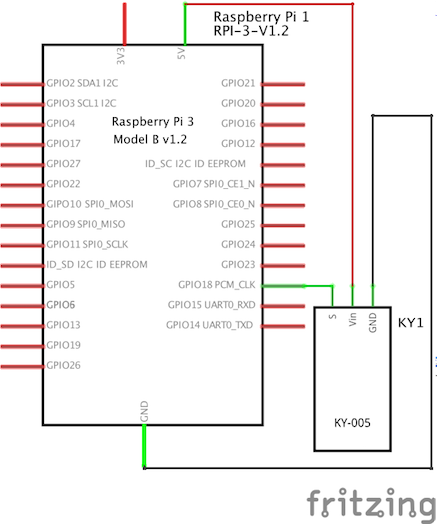 Raspberry Pi 1
RPI-3-V1.2
3V3
5V
GPIO2 SDA1 I2C
GPIO21
GPIO3 SCL1 I2C
GPIO20
GPIO4
Raspberry Pi 3
GPIO16
GPIO17
Model B v1.2
GPIO12
GPIO27
ID_SC I2C ID EEPROM
GPIO22
GPIO7 SPI0_CE1_N
GPIO10 SPI0_MOSI
GPIO8 SPI0_CE0_N
GPIO9 SPI0_MISO
GPIO25
GPIO11 SPI0_SCLK
GPIO24
ID_SD I2C ID EEPROM
GPIO23
GPIO5
GPIO18 PCM_CLK
GPIO6
GPIO15 UART0_RXD
GPIO13
GPIO14 UART0_TXD
GPIO19
GPIO26
GND
S
Vin
GND
KY1
KY-005
fritzing